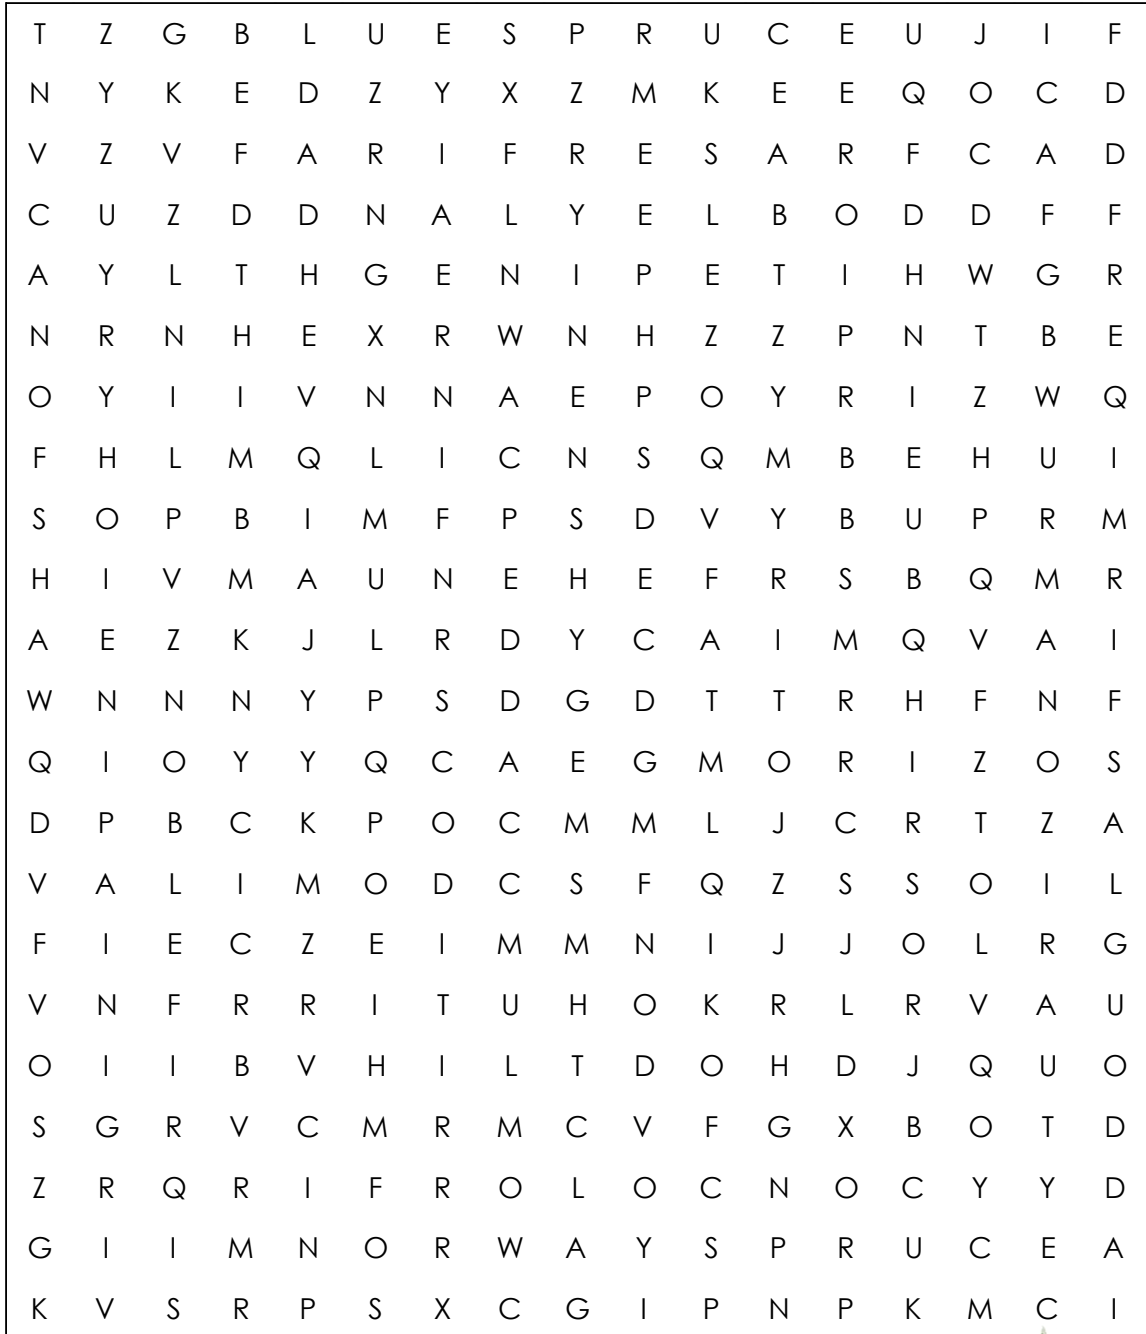 T Z G B L U E S P R U C E U J I F
N Y K E D Z Y X Z M K E E Q O C D
V Z V F A R I F R E S A R F C A D
C U Z D D N A L Y E L B O D D F F
A Y L T H G E N I P E T I H W G R
N R N H E X R W N H Z Z P N T B E
O Y I I V N N A E P O Y R I Z W Q
F H L M Q L I C N S Q M B E H U I
S O P B I M F P S D V Y B U P R M
H I V M A U N E H E F R S B Q M R
A E Z K J L R D Y C A I M Q V A I
W N N N Y P S D G D T T R H F N F
Q I O Y Y Q C A E G M O R I Z O S
D P B C K P O C M M L J C R T Z A
V A L I M O D C S F Q Z S S O I L
F I E C Z E I M M N I J J O L R G
V N F R R I T U H O K R L R V A U
O I I B V H I L T D O H D J Q U O
S G R V C M R M C V F G X B O T D
Z R Q R I F R O L O C N O C Y Y D
G I I M N O R W A Y S P R U C E A
K V S R P S X C G I P N P K M C I